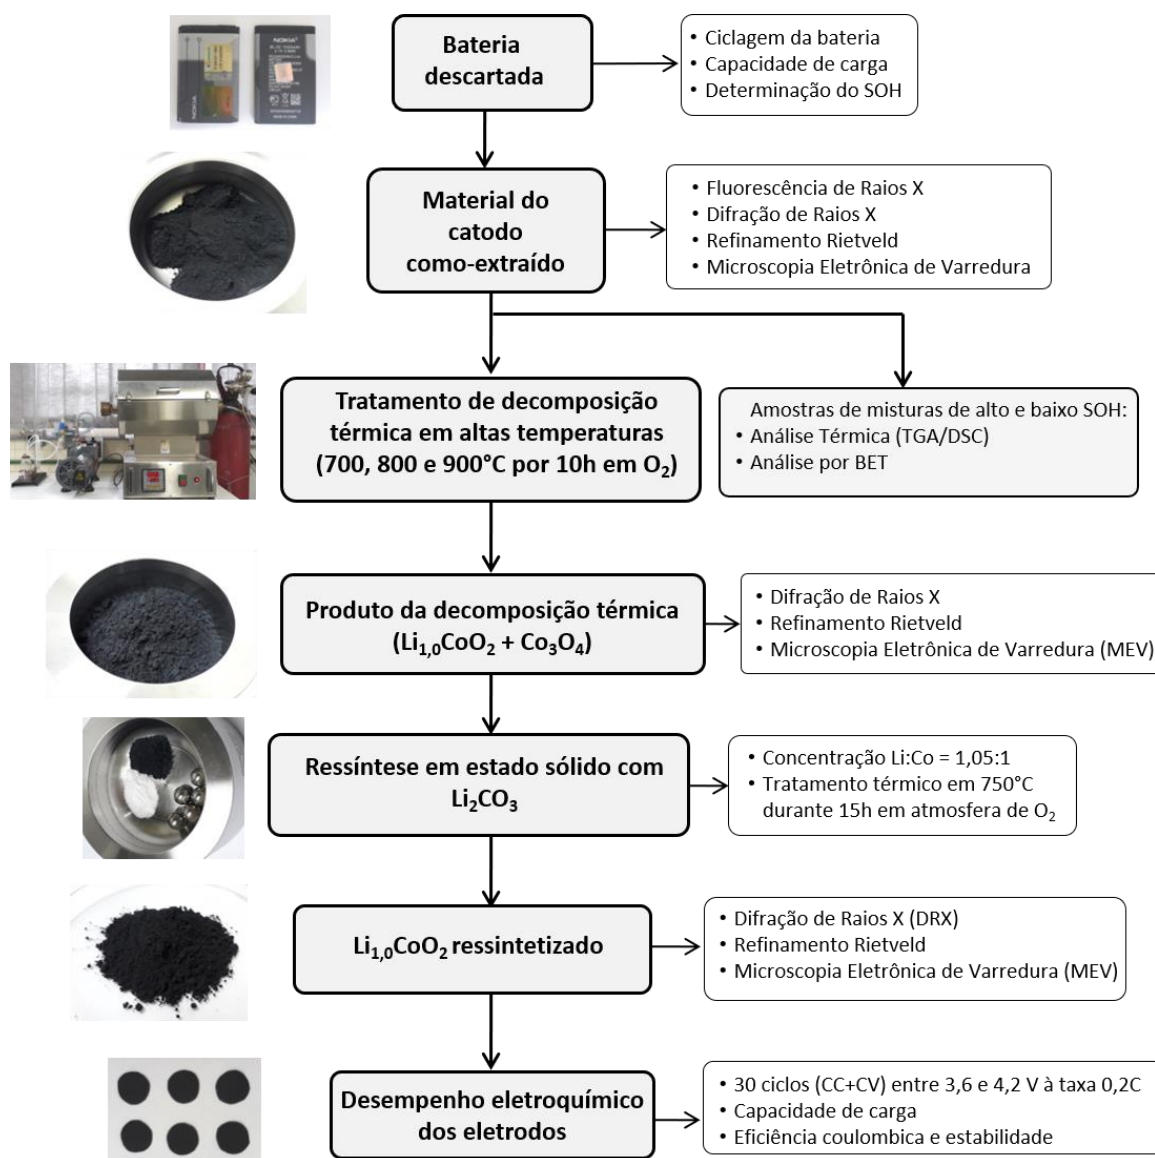 Bateria
descartada
• Ciclagem da bateria
• Capacidade de carga
• Determinação do SOH
NOKIA
NOKIA
Material do
catodo
como-extraído
• Fluorescência de Raios X
• Difração de Raios X
• Refinamento Rietveld
• Microscopia Eletrônica de Varredura
Tratamento de decomposição
térmica em altas temperaturas
(700, 800 e 900°C por 10h em O₂)
Amostras de misturas de alto e baixo SOH:
• Análise Térmica (TGA/DSC)
• Análise por BET
Produto da decomposição térmica
(Li₁,₀CoO₂ + Co₃O₄)
• Difração de Raios X
• Refinamento Rietveld
• Microscopia Eletrônica de Varredura (MEV)
Ressíntese em estado sólido com
Li₂CO₃
• Concentração Li:Co = 1,05:1
• Tratamento térmico em 750°C
durante 15h em atmosfera de O₂
Li₁,₀CoO₂ ressintetizado
• Difração de Raios X (DRX)
• Refinamento Rietveld
• Microscopia Eletrônica de Varredura (MEV)
Desempenho eletroquímico
dos eletrodos
• 30 ciclos (CC+CV) entre 3,6 e 4,2 V à taxa 0,2C
• Capacidade de carga
• Eficiência coulombica e estabilidade